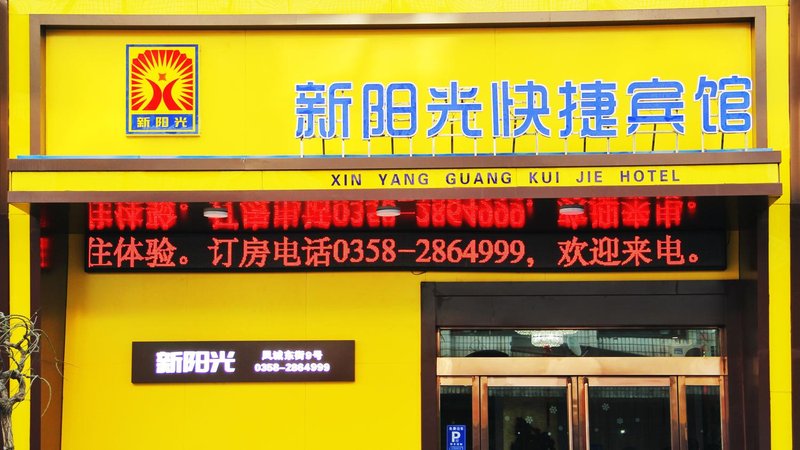 新阳光
新阳光快捷宾馆
XIN YANG GUANG KUI JIE HOTEL
住体验。订房电话0358-2864999，欢迎来电。
新阳光
凤城东街9号
0358-2864999
P